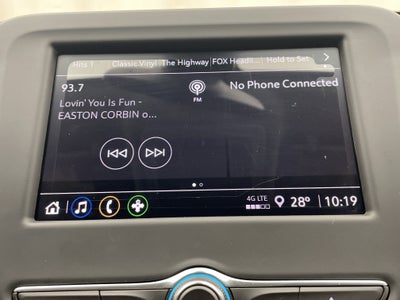 Hits 1 Classic Vinyl The Highway FOX Headli... Hold to Set
93.7
FM
No Phone Connected
Lovin' You Is Fun -
EASTON CORBIN o...
4G LTE
28° 10:19